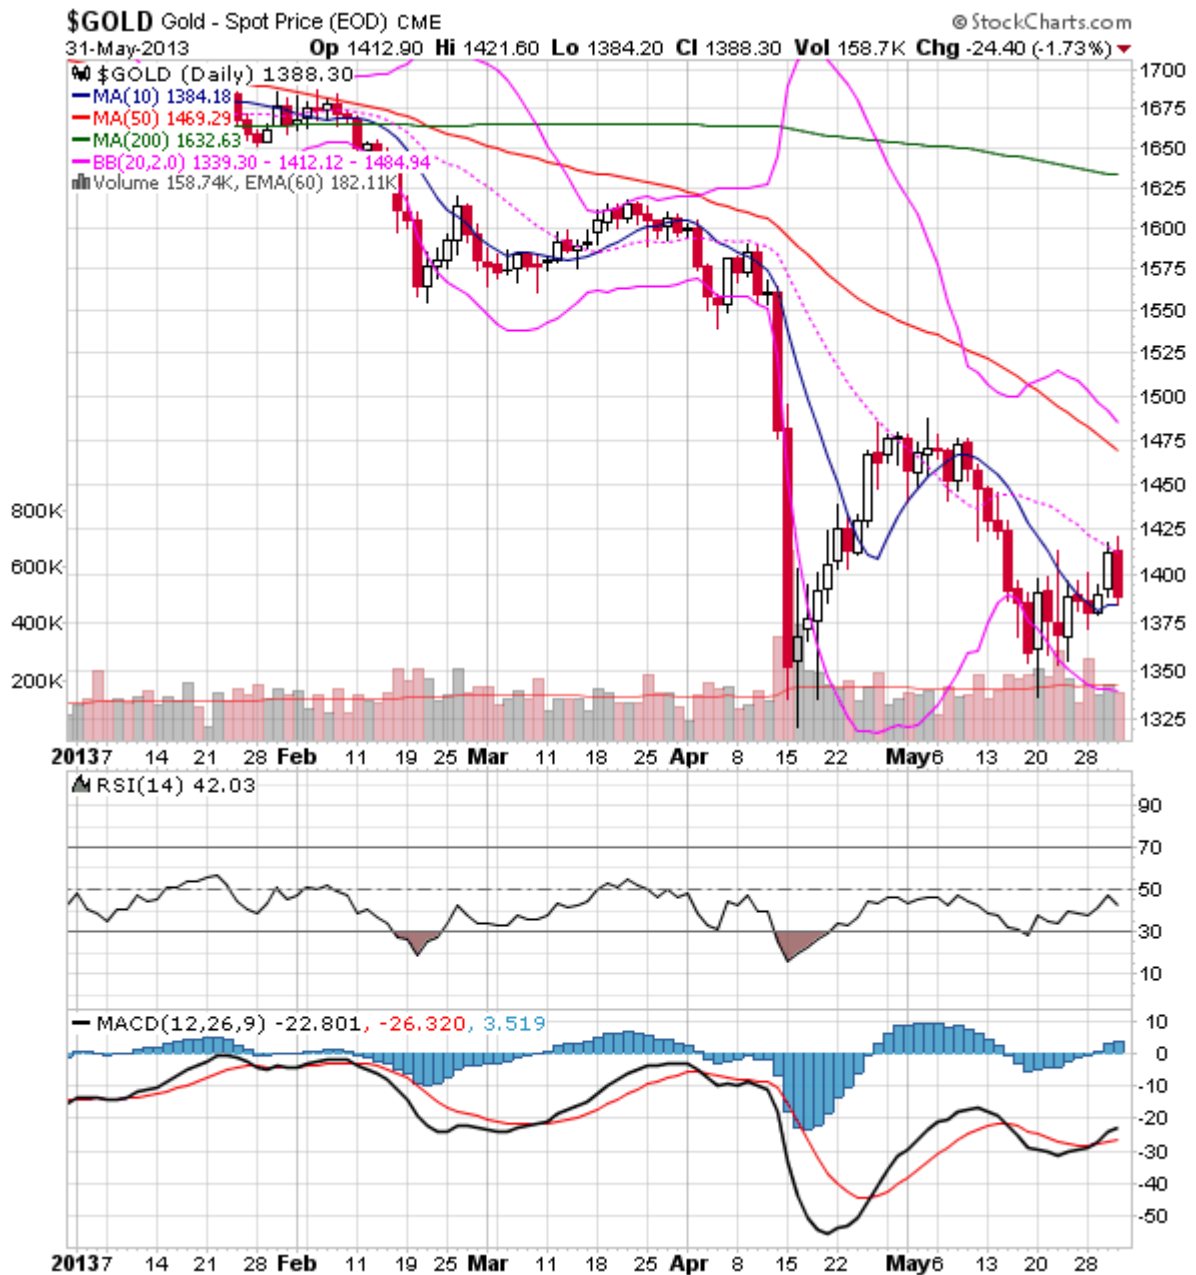 $GOLD Gold - Spot Price (EOD) CME © StockCharts.com
31-May-2013 Op 1412.90 Hi 1421.60 Lo 1384.20 Cl 1388.30 Vol 158.7K Chg -24.40 (-1.73%)
$GOLD (Daily) 1388.30
MA(10) 1384.18
MA(50) 1469.29
MA(200) 1632.63
BB(20,2.0) 1339.30 - 1412.12 - 1484.94
Volume 158.74K, EMA(60) 182.11K
1700
1675
1650
1625
1600
1575
1550
1525
1500
1475
1450
1425
1400
1375
1350
1325
800K
600K
400K
200K
2013 7 14 21 28 Feb 11 19 25 Mar 11 18 25 Apr 8 15 22 May 6 13 20 28
RSI(14) 42.03
90
70
50
30
10
MACD(12,26,9) -22.801, -26.320, 3.519
10
0
-10
-20
-30
-40
-50
2013 7 14 21 28 Feb 11 19 25 Mar 11 18 25 Apr 8 15 22 May 6 13 20 28